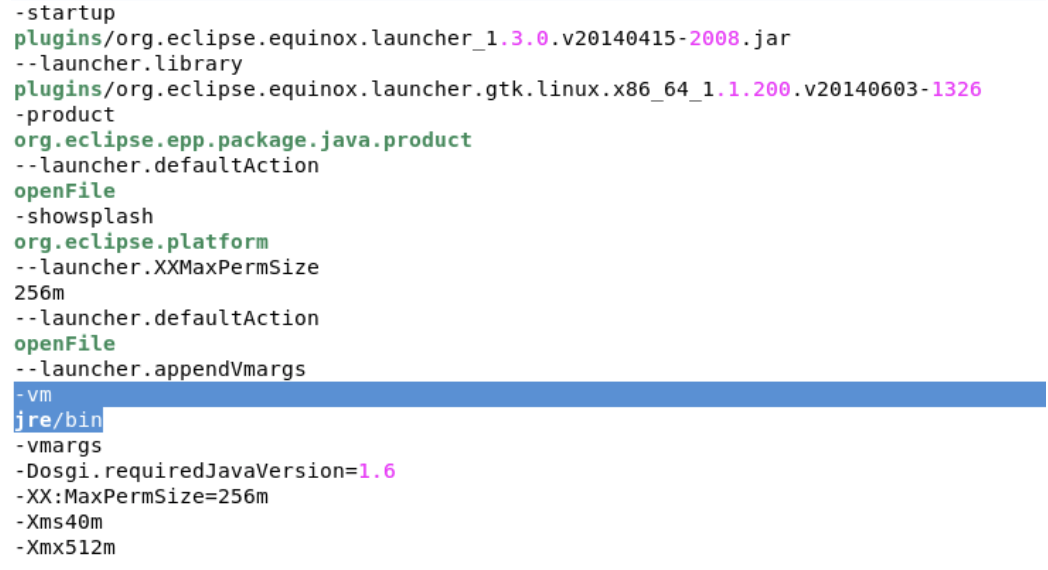 -startup
plugins/org.eclipse.equinox.launcher_1.3.0.v20140415-2008.jar
--launcher.library
plugins/org.eclipse.equinox.launcher.gtk.linux.x86_64_1.1.200.v20140603-1326
-product
org.eclipse.epp.package.java.product
--launcher.defaultAction
openFile
-showsplash
org.eclipse.platform
--launcher.XXMaxPermSize
256m
--launcher.defaultAction
openFile
--launcher.appendVmargs
-vm
jre/bin
-vmargs
-Dosgi.requiredJavaVersion=1.6
-XX:MaxPermSize=256m
-Xms40m
-Xmx512m